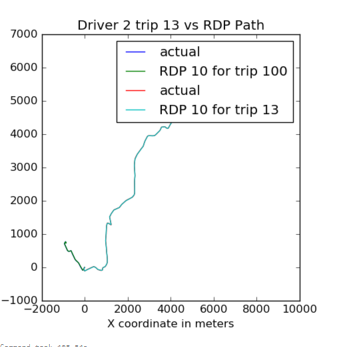 Driver 2 trip 13 vs RDP Path
7000
6000
5000
4000
3000
2000
1000
0
−1000
actual
RDP 10 for trip 100
actual
RDP 10 for trip 13
−2000 0 2000 4000 6000 8000 10000
X coordinate in meters